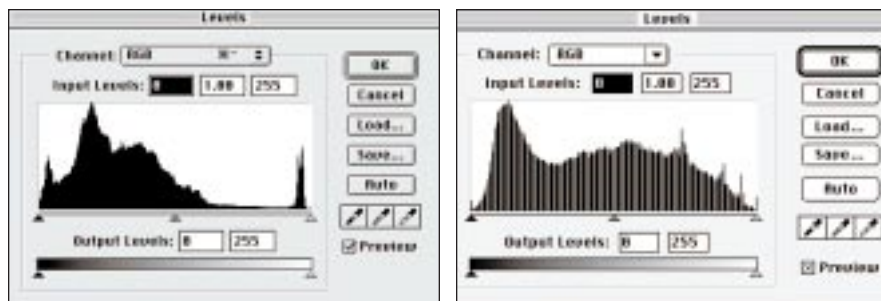 Levels
Channel: RGB
Input Levels: 0 1.00 255
OK
Cancel
Load...
Save...
Auto
Output Levels: 0 255
Preview
Levels
Channel: RGB
Input Levels: 0 1.00 255
OK
Cancel
Load...
Save...
Auto
Output Levels: 0 255
Preview